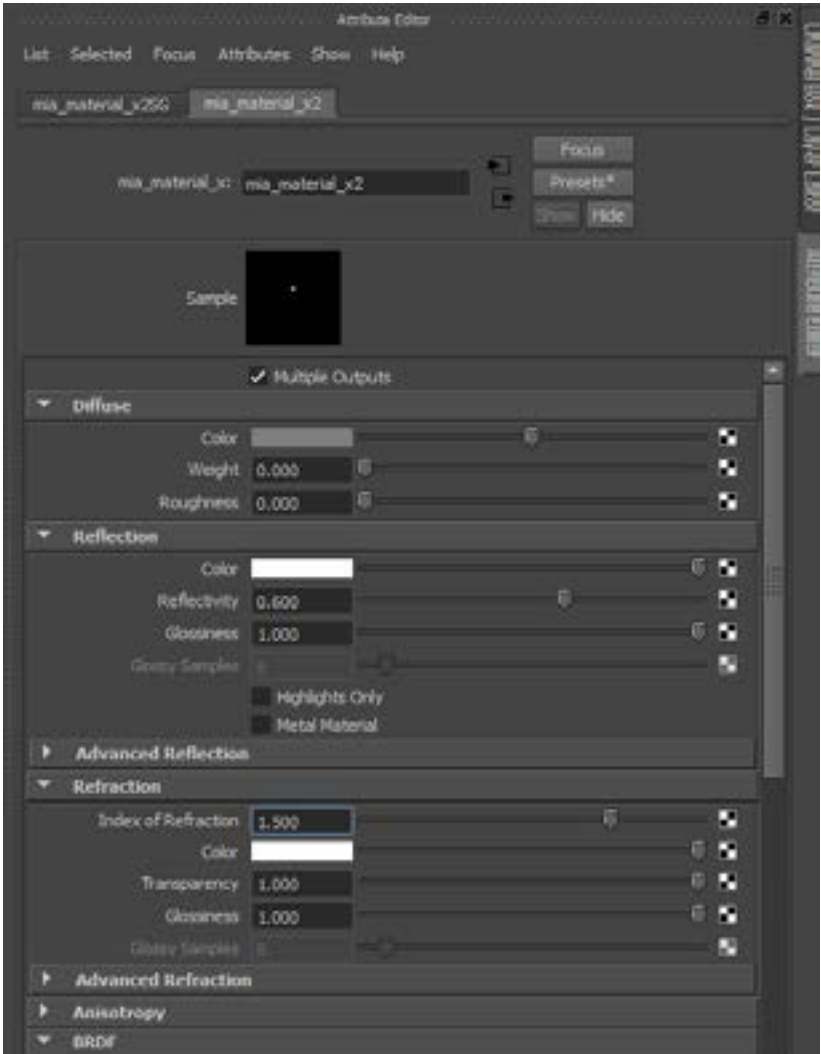 Attribute Editor
List Selected Focus Attributes Show Help
mia_material_x2SG mia_material_x2
mia_material_x: mia_material_x2
Focus
Presets*
Show Hide
Sample
Multiple Outputs
Diffuse
Color
Weight 0.000
Roughness 0.000
Reflection
Color
Reflectivity 0.600
Glossiness 1.000
Glossy Samples
Highlights Only
Metal Material
Advanced Reflection
Refraction
Index of Refraction 1.500
Color
Transparency 1.000
Glossiness 1.000
Glossy Samples
Advanced Refraction
Anisotropy
BRDF